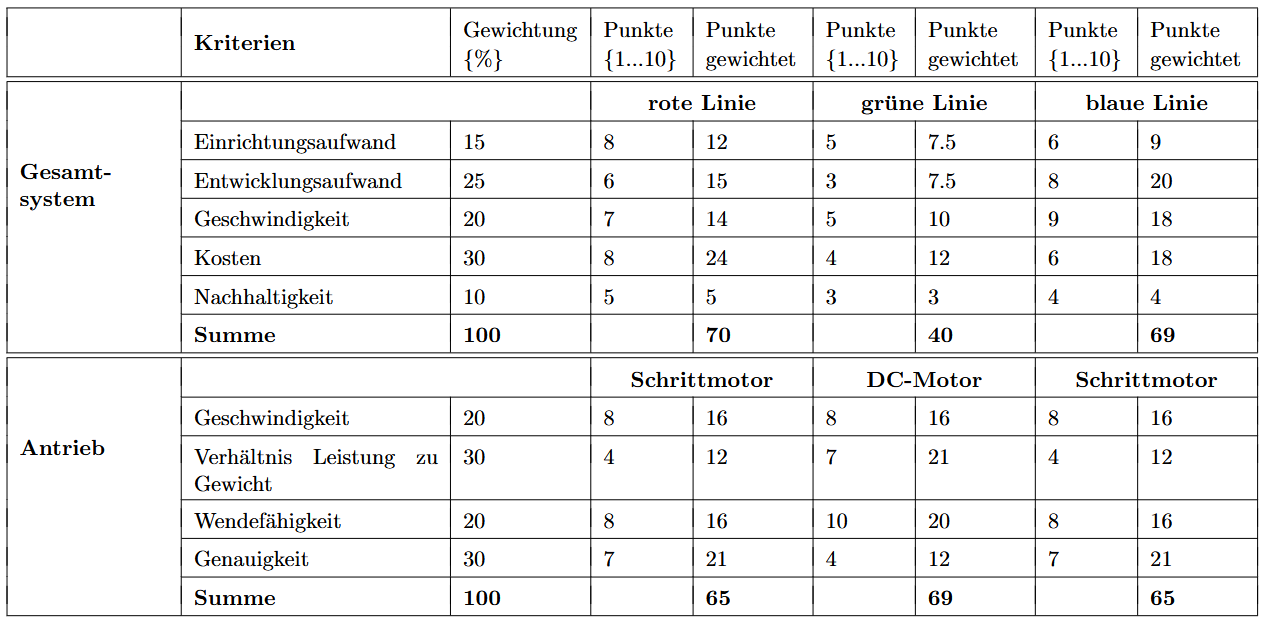 Kriterien Gewichtung {%} Punkte {1...10} Punkte gewichtet Punkte {1...10} Punkte gewichtet Punkte {1...10} Punkte gewichtet
rote Linie grüne Linie blaue Linie
Gesamt-
system
Einrichtungsaufwand 15 8 12 5 7.5 6 9
Entwicklungsaufwand 25 6 15 3 7.5 8 20
Geschwindigkeit 20 7 14 5 10 9 18
Kosten 30 8 24 4 12 6 18
Nachhaltigkeit 10 5 5 3 3 4 4
Summe 100 70 40 69
Schrittmotor DC-Motor Schrittmotor
Antrieb
Geschwindigkeit 20 8 16 8 16 8 16
Verhältnis Leistung zu Gewicht 30 4 12 7 21 4 12
Wendefähigkeit 20 8 16 10 20 8 16
Genauigkeit 30 7 21 4 12 7 21
Summe 100 65 69 65